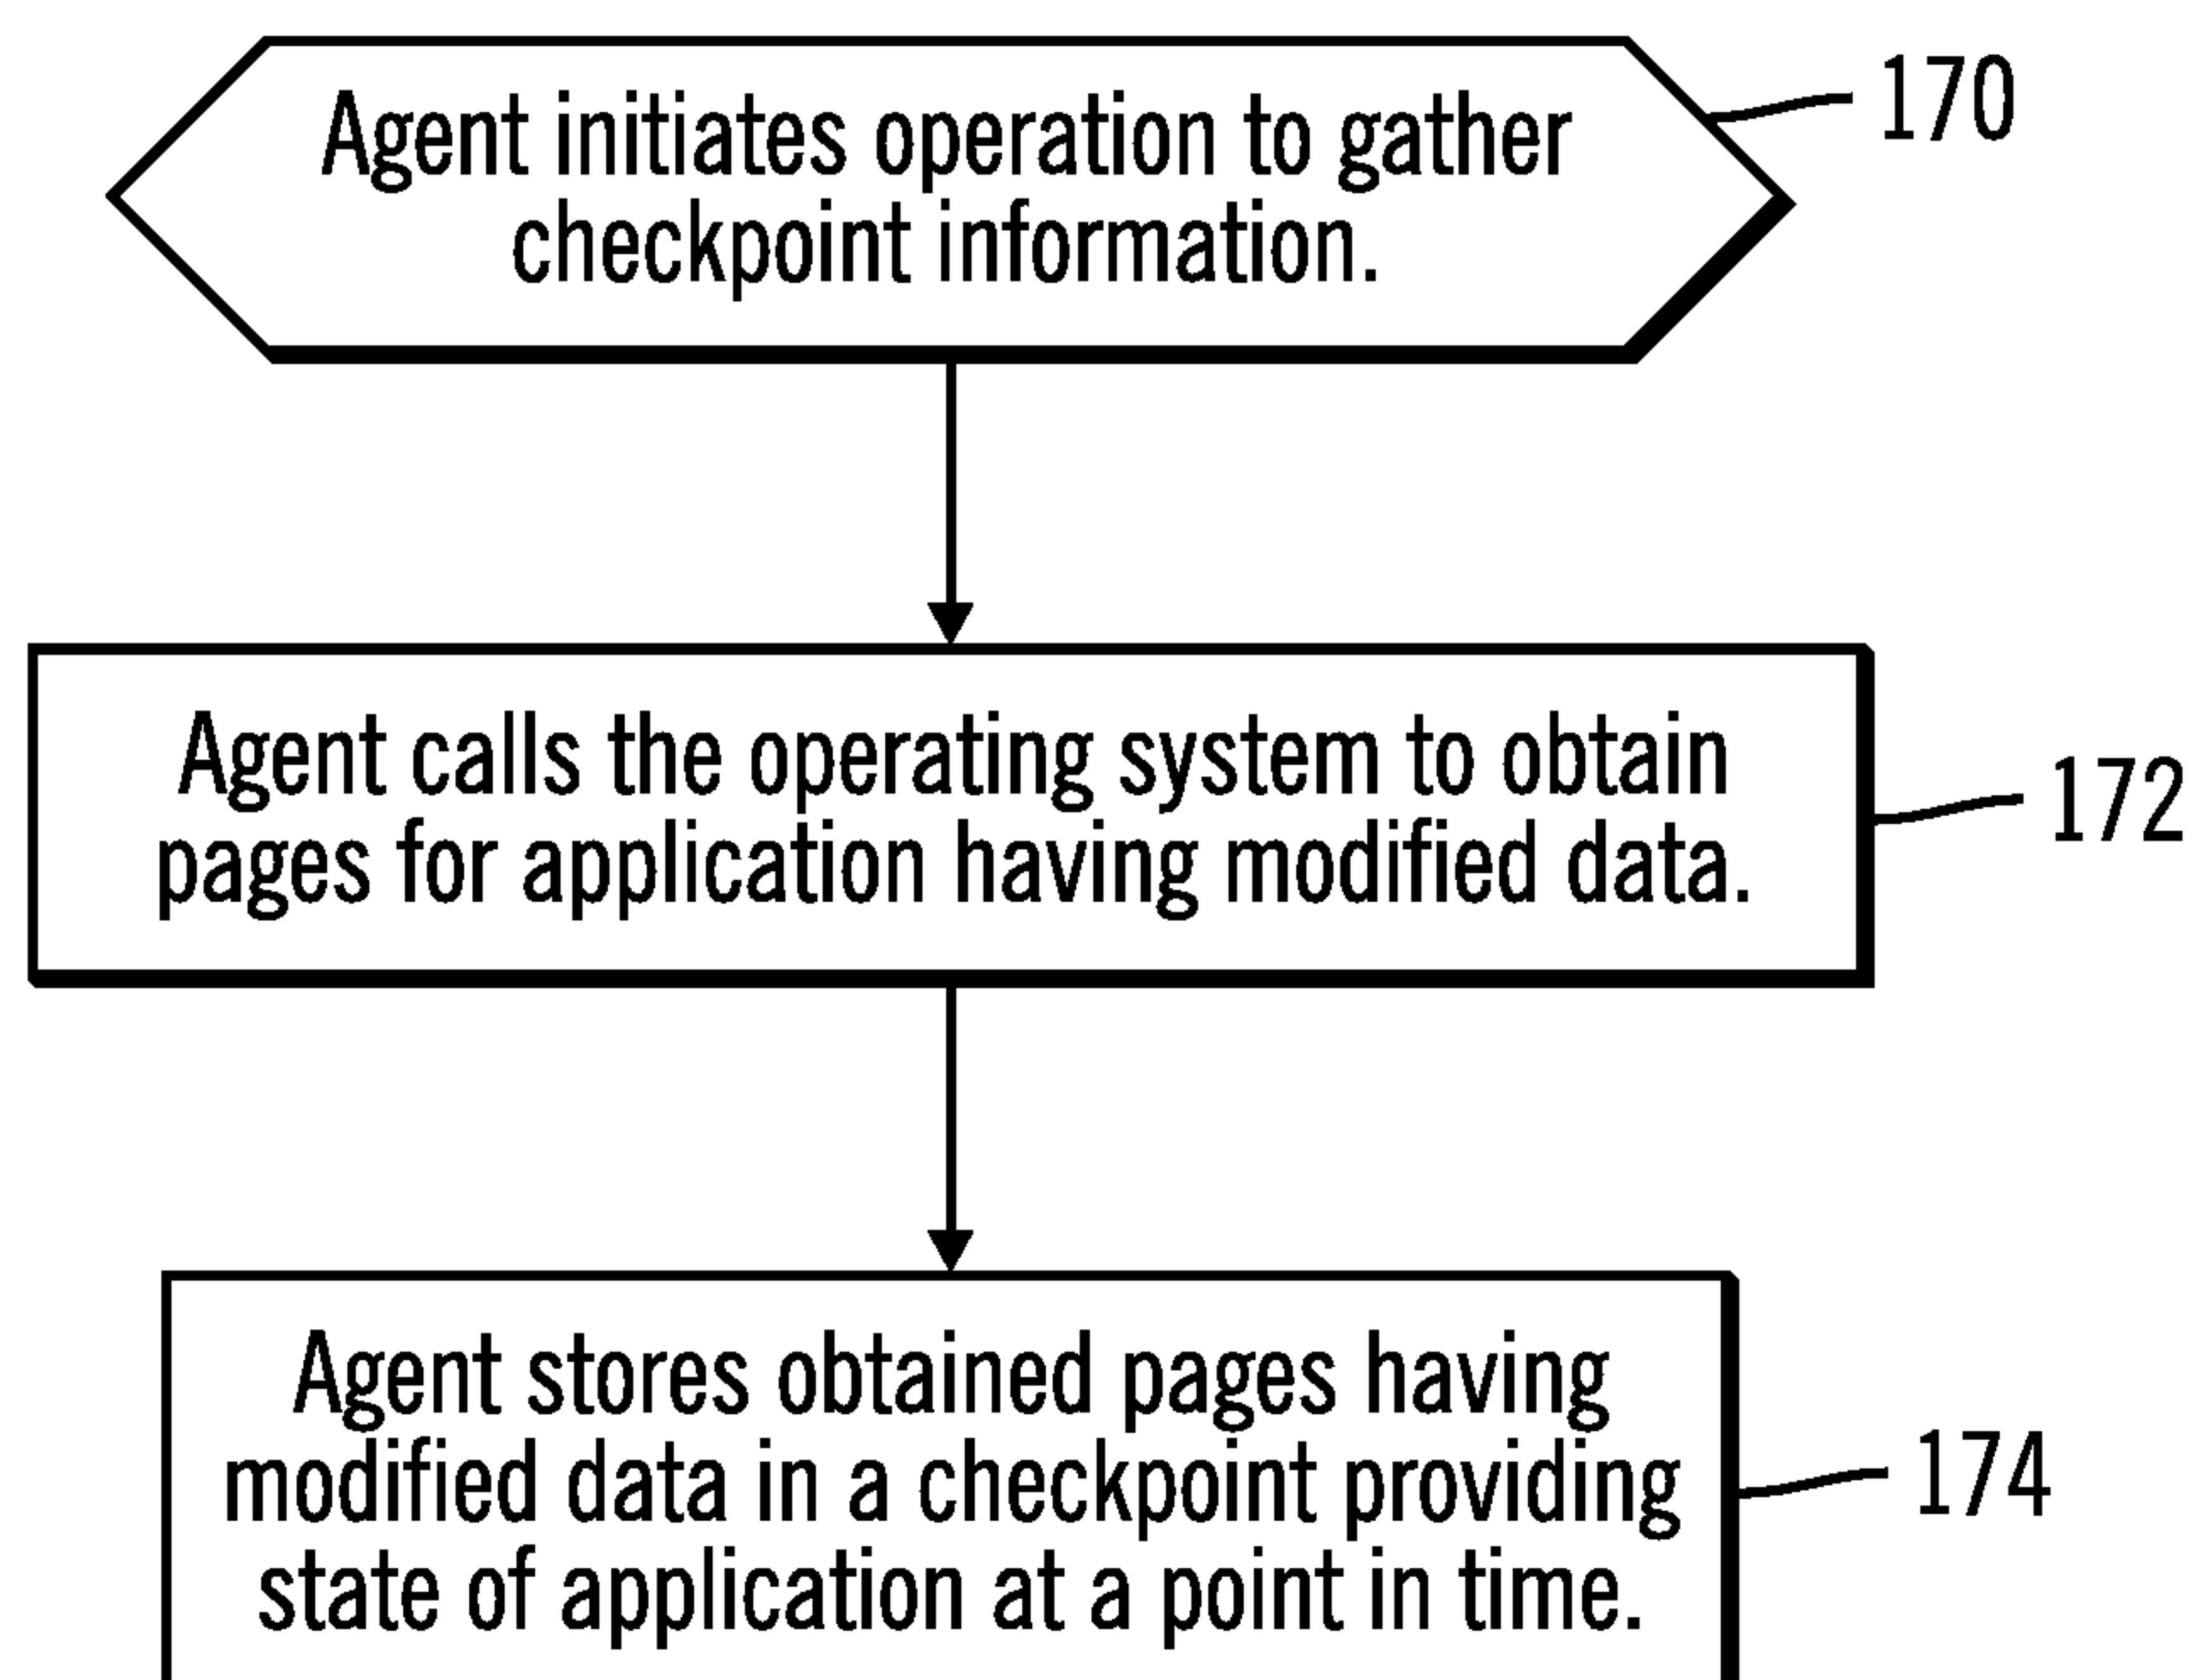 Agent initiates operation to gather
checkpoint information.
170
Agent calls the operating system to obtain
pages for application having modified data.
172
Agent stores obtained pages having
modified data in a checkpoint providing
state of application at a point in time.
174